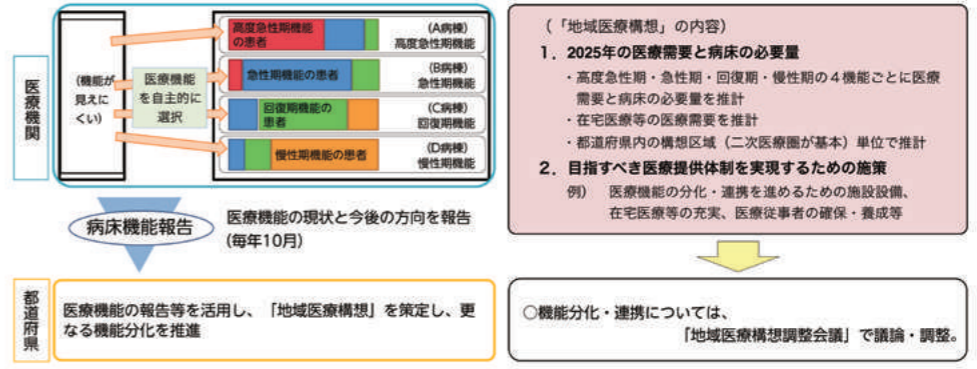 医療機関
(機能が
見えに
くい)
医療機能
を自主的に
選択
高度急性期機能
の患者
(A病棟)
高度急性期機能
急性期機能の患者
(B病棟)
急性期機能
回復期機能の
患者
(C病棟)
回復期機能
慢性期機能の患者
(D病棟)
慢性期機能
病床機能報告
医療機能の現状と今後の方向を報告
(毎年10月)
都道府県
医療機能の報告等を活用し、「地域医療構想」を策定し、更
なる機能分化を推進
(「地域医療構想」の内容)
1. 2025年の医療需要と病床の必要量
・高度急性期・急性期・回復期・慢性期の4機能ごとに医療
需要と病床の必要量を推計
・在宅医療等の医療需要を推計
・都道府県内の構想区域(二次医療圏が基本)単位で推計
2. 目指すべき医療提供体制を実現するための施策
例) 医療機能の分化・連携を進めるための施設設備、
在宅医療等の充実、医療従事者の確保・養成等
○機能分化・連携については、
「地域医療構想調整会議」で議論・調整。